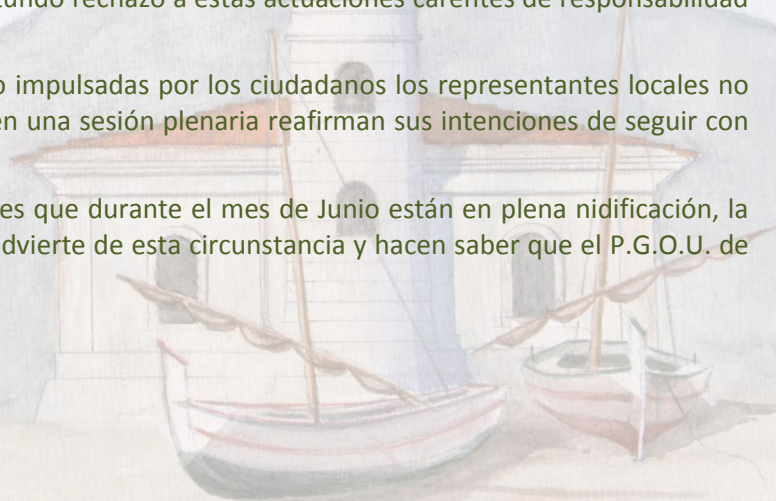 rechazo a estas actuaciones carentes de responsabilidad
impulsadas por los ciudadanos los representantes locales no
en una sesión plenaria reafirman sus intenciones de seguir con
es que durante el mes de Junio están en plena nidificación, la
dvierte de esta circunstancia y hacen saber que el P.G.O.U. de